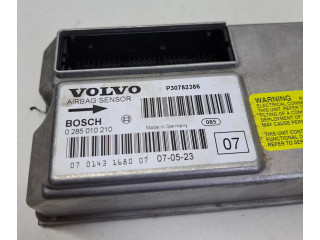 VOLVO
P30782386
AIRBAG SENSOR
BOSCH
Made in Germany
0 285 010 210
085
07 0143 1680 07
07-05-23
07
WARNING
ELECTRICAL
THIS UNIT